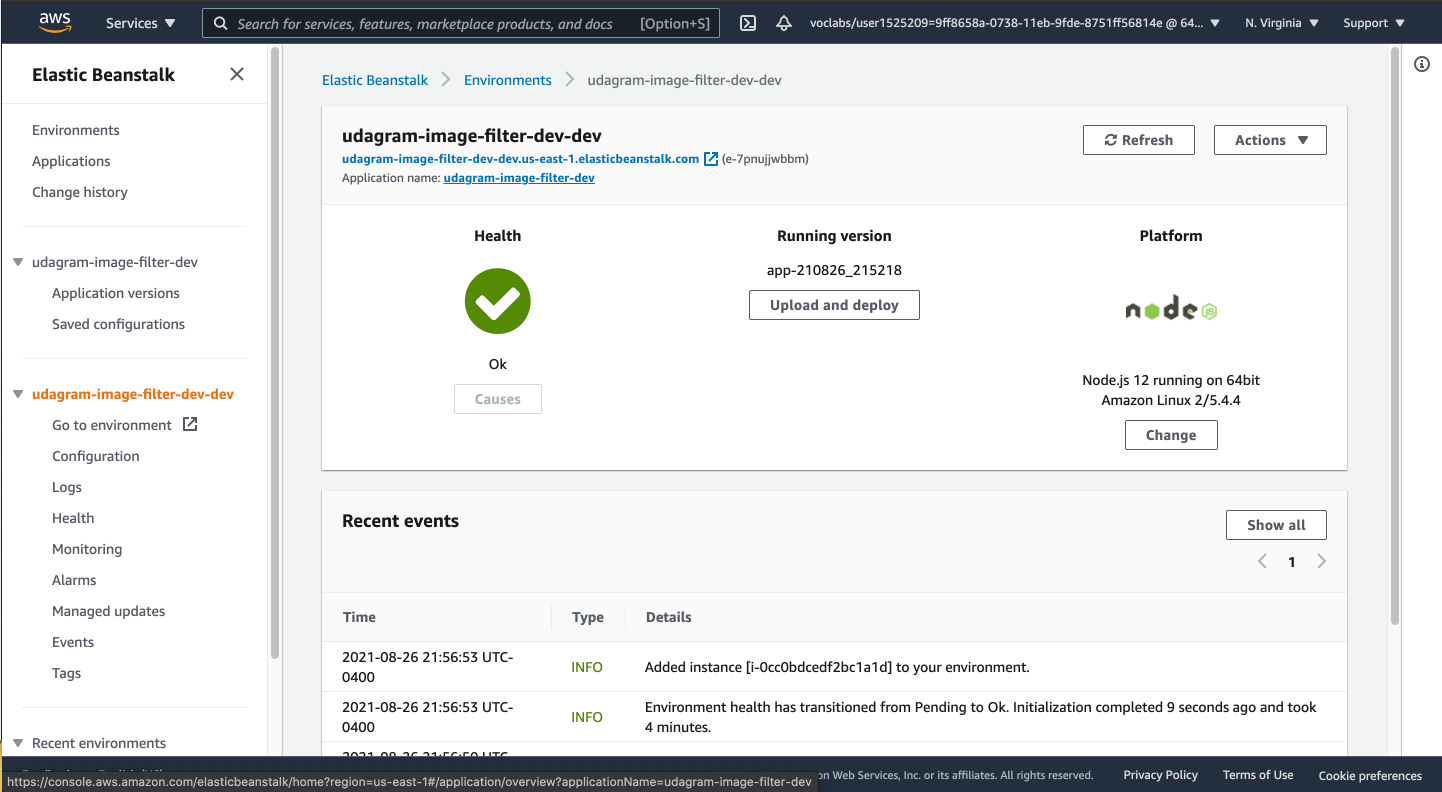 aws
Services ▼
Search for services, features, marketplace products, and docs [Option+S]
voclabs/user1525209=9ff8658a-0738-11eb-9fde-8751ff56814e @ 64... ▼
N. Virginia ▼
Support ▼
Elastic Beanstalk
Environments
Applications
Change history
udagram-image-filter-dev
Application versions
Saved configurations
udagram-image-filter-dev-dev
Go to environment
Configuration
Logs
Health
Monitoring
Alarms
Managed updates
Events
Tags
Recent environments
Elastic Beanstalk > Environments > udagram-image-filter-dev-dev
udagram-image-filter-dev-dev
udagram-image-filter-dev-dev.us-east-1.elasticbeanstalk.com (e-7pnujjwbbm)
Application name: udagram-image-filter-dev
Refresh
Actions ▼
Health
Ok
Causes
Running version
app-210826_215218
Upload and deploy
Platform
node JS
Node.js 12 running on 64bit
Amazon Linux 2/5.4.4
Change
Recent events
Show all
1
Time Type Details
2021-08-26 21:56:53 UTC-
0400
INFO
Added instance [i-0cc0bdcedf2bc1a1d] to your environment.
2021-08-26 21:56:53 UTC-
0400
INFO
Environment health has transitioned from Pending to Ok. Initialization completed 9 seconds ago and took
4 minutes.
on Web Services, Inc. or its affiliates. All rights reserved.
Privacy Policy
Terms of Use
Cookie preferences
https://console.aws.amazon.com/elasticbeanstalk/home?region=us-east-1#/application/overview?applicationName=udagram-image-filter-dev